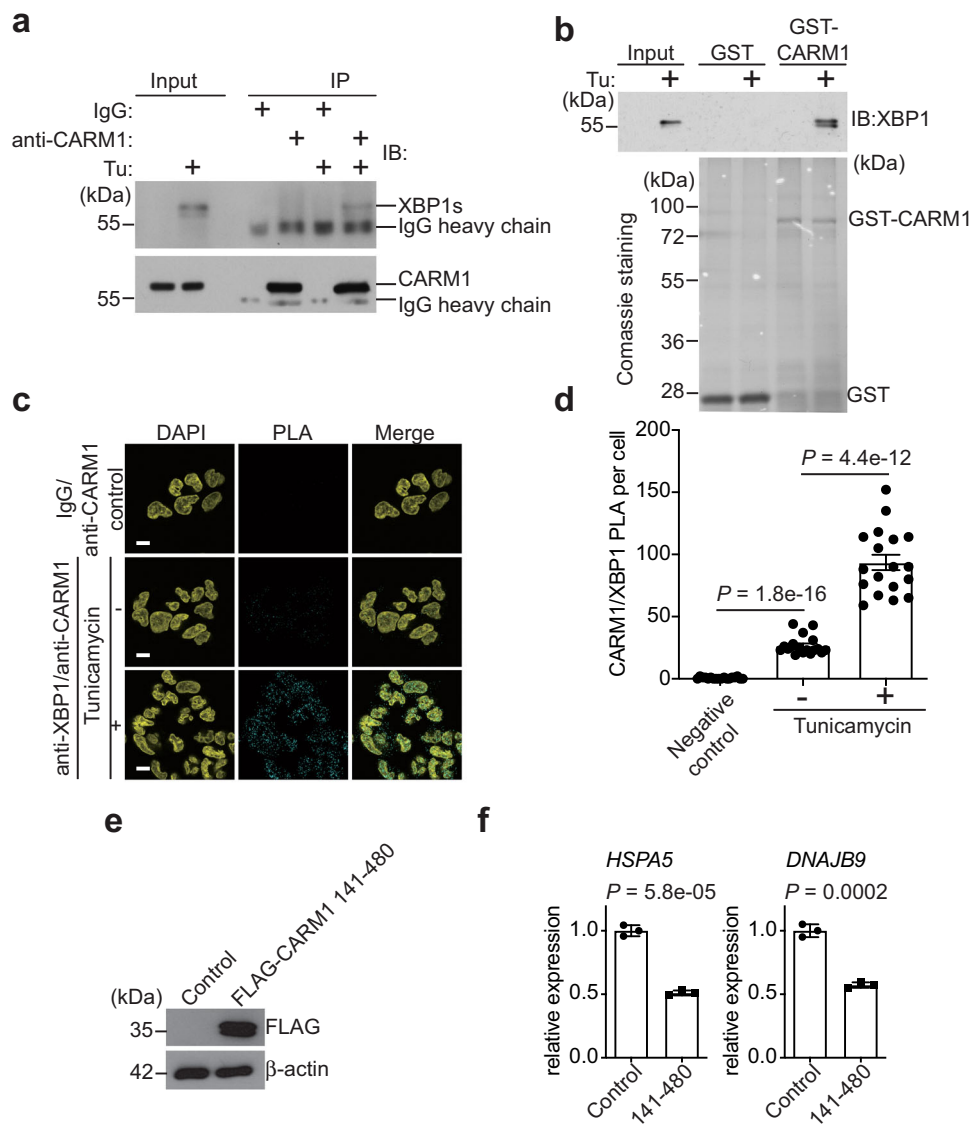 a
Input IP
IgG: + +
anti-CARM1: + + IB:
Tu: + + +
(kDa)
XBP1s
55 IgG heavy chain
CARM1
55 IgG heavy chain
b
GST-
Input GST CARM1
Tu: + + +
(kDa)
55 IB:XBP1
(kDa) (kDa)
100 GST-CARM1
72
55
36
28 GST
Comassie staining
c
DAPI PLA Merge
IgG/
anti-CARM1
control
anti-XBP1/anti-CARM1
Tunicamycin
-
+
d
CARM1/XBP1 PLA per cell
200
150
100
50
0
P = 4.4e-12
P = 1.8e-16
Negative
control
- +
Tunicamycin
e
Control
FLAG-CARM1 141-480
(kDa)
35 FLAG
42 β-actin
f
HSPA5
P = 5.8e-05
relative expression
1.0
0.5
0.0
Control
141-480
DNAJB9
P = 0.0002
relative expression
1.0
0.5
0.0
Control
141-480